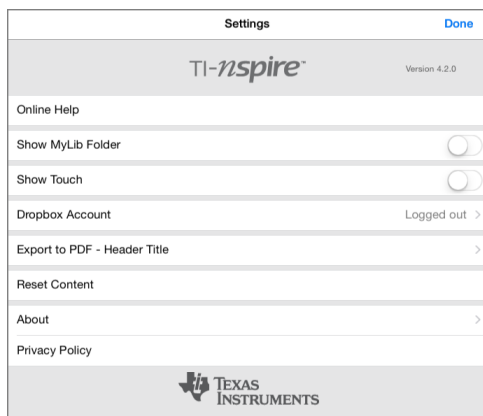 Settings Done
TI-nspire™ Version 4.2.0
Online Help
Show MyLib Folder
Show Touch
Dropbox Account Logged out >
Export to PDF - Header Title >
Reset Content
About >
Privacy Policy
TEXAS
INSTRUMENTS